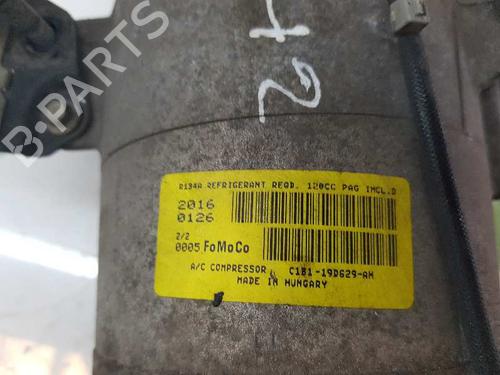 T2
R134A REFRIGERANT REQD. 120CC PAG INCL.D
2016
0126
2/2
0005 FoMoCo
A/C COMPRESSOR C1B1-19D629-AM
MADE IN HUNGARY
B-PARTS